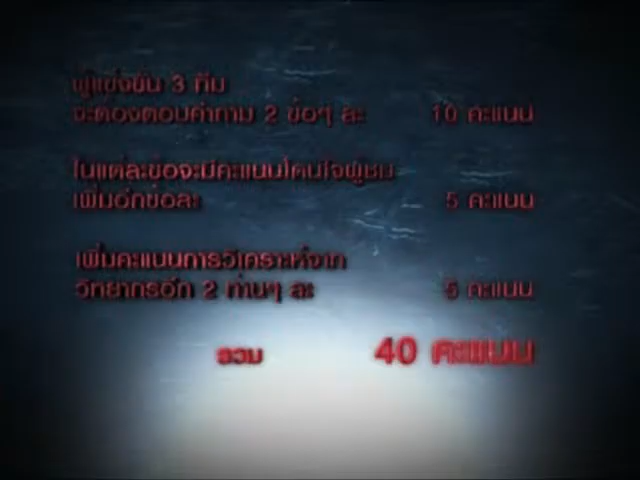 ผู้แข่งขัน 3 ทีม
จะต้องตอบคำถาม 2 ข้อๆ ละ 10 คะแนน
ในแต่ละข้อจะมีคะแนนโดนใจผู้ชม
เพิ่มอีกข้อละ 5 คะแนน
เพิ่มคะแนนการวิเคราะห์จาก
วิทยากรอีก 2 ท่านๆ ละ 5 คะแนน
รวม 40 คะแนน